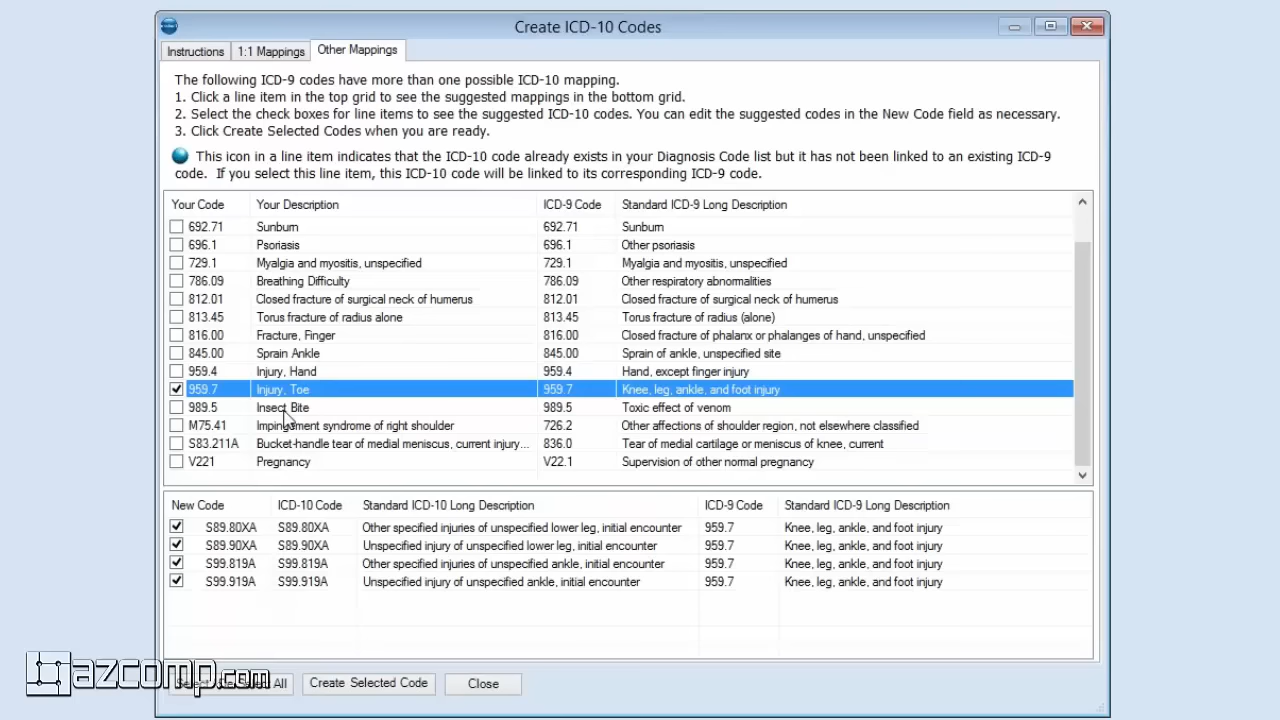 Create ICD-10 Codes
Instructions 1:1 Mappings Other Mappings
The following ICD-9 codes have more than one possible ICD-10 mapping.
1. Click a line item in the top grid to see the suggested mappings in the bottom grid.
2. Select the check boxes for line items to see the suggested ICD-10 codes. You can edit the suggested codes in the New Code field as necessary.
3. Click Create Selected Codes when you are ready.
This icon in a line item indicates that the ICD-10 code already exists in your Diagnosis Code list but it has not been linked to an existing ICD-9
code. If you select this line item, this ICD-10 code will be linked to its corresponding ICD-9 code.
Your Code Your Description ICD-9 Code Standard ICD-9 Long Description
692.71 Sunburn 692.71 Sunburn
696.1 Psoriasis 696.1 Other psoriasis
729.1 Myalgia and myositis, unspecified 729.1 Myalgia and myositis, unspecified
786.09 Breathing Difficulty 786.09 Other respiratory abnormalities
812.01 Closed fracture of surgical neck of humerus 812.01 Closed fracture of surgical neck of humerus
813.45 Torus fracture of radius alone 813.45 Torus fracture of radius (alone)
816.00 Fracture, Finger 816.00 Closed fracture of phalanx or phalanges of hand, unspecified
845.00 Sprain Ankle 845.00 Sprain of ankle, unspecified site
959.4 Injury, Hand 959.4 Hand, except finger injury
959.7 Injury, Toe 959.7 Knee, leg, ankle, and foot injury
989.5 Insect Bite 989.5 Toxic effect of venom
M75.41 Impingement syndrome of right shoulder 726.2 Other affections of shoulder region, not elsewhere classified
S83.211A Bucket-handle tear of medial meniscus, current injury... 836.0 Tear of medial cartilage or meniscus of knee, current
V221 Pregnancy V22.1 Supervision of other normal pregnancy
New Code ICD-10 Code Standard ICD-10 Long Description ICD-9 Code Standard ICD-9 Long Description
S89.80XA S89.80XA Other specified injuries of unspecified lower leg, initial encounter 959.7 Knee, leg, ankle, and foot injury
S89.90XA S89.90XA Unspecified injury of unspecified lower leg, initial encounter 959.7 Knee, leg, ankle, and foot injury
S99.819A S99.819A Other specified injuries of unspecified ankle, initial encounter 959.7 Knee, leg, ankle, and foot injury
S99.919A S99.919A Unspecified injury of unspecified ankle, initial encounter 959.7 Knee, leg, ankle, and foot injury
azcomp.com
All Create Selected Code Close